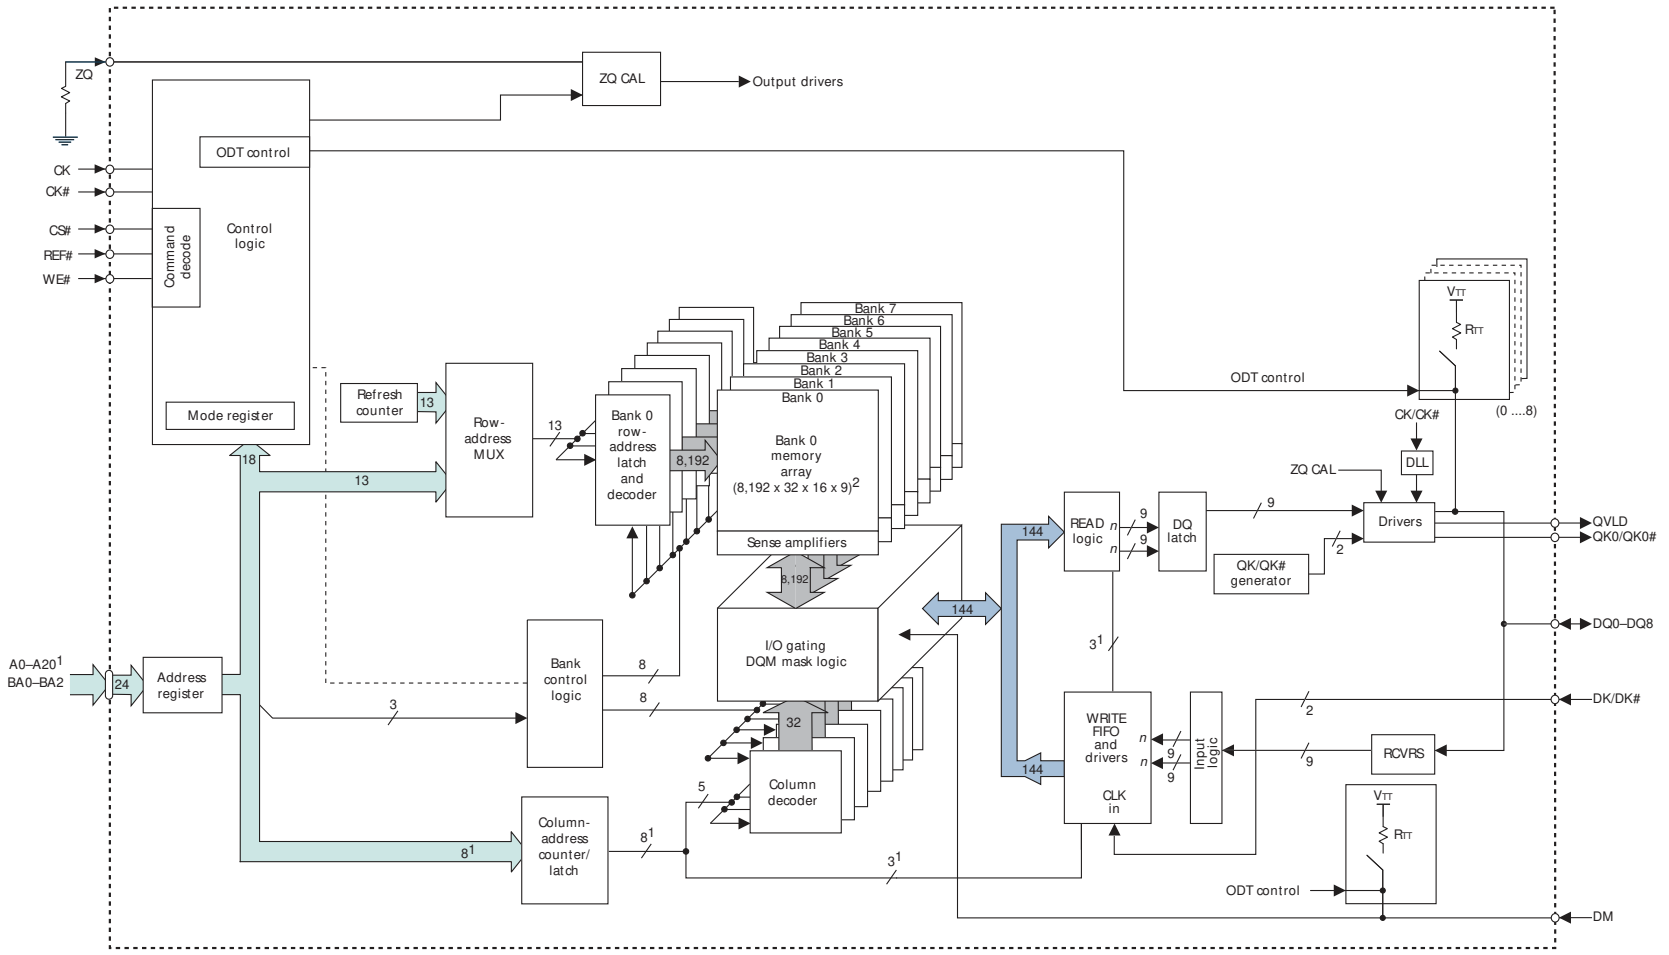 ZQ
ZQ CAL
Output drivers
ODT control
CK
CK#
CS#
REF#
WE#
Command
decode
Control
logic
Mode register
Refresh
counter
13
Row-
address
MUX
13
18
13
Bank 0
row-
address
latch
and
decoder
8,192
Bank 7
Bank 6
Bank 5
Bank 4
Bank 3
Bank 2
Bank 1
Bank 0
Bank 0
memory
array
(8,192 x 32 x 16 x 9)2
Sense amplifiers
8,192
I/O gating
DQM mask logic
32
Column
decoder
5
A0–A201
BA0–BA2
24
Address
register
3
Bank
control
logic
8
8
Column-
address
counter/
latch
81
81
31
144
144
144
READ
logic
n
n
9
9
DQ
latch
9
31
QK/QK#
generator
2
ZQ CAL
CK/CK#
DLL
Drivers
ODT control
VTT
RTT
(0 ....8)
QVLD
QK0/QK0#
DQ0–DQ8
DK/DK#
2
WRITE
FIFO
and
drivers
n
n
CLK
in
9
9
Input
logic
9
RCVRS
VTT
RTT
ODT control
DM